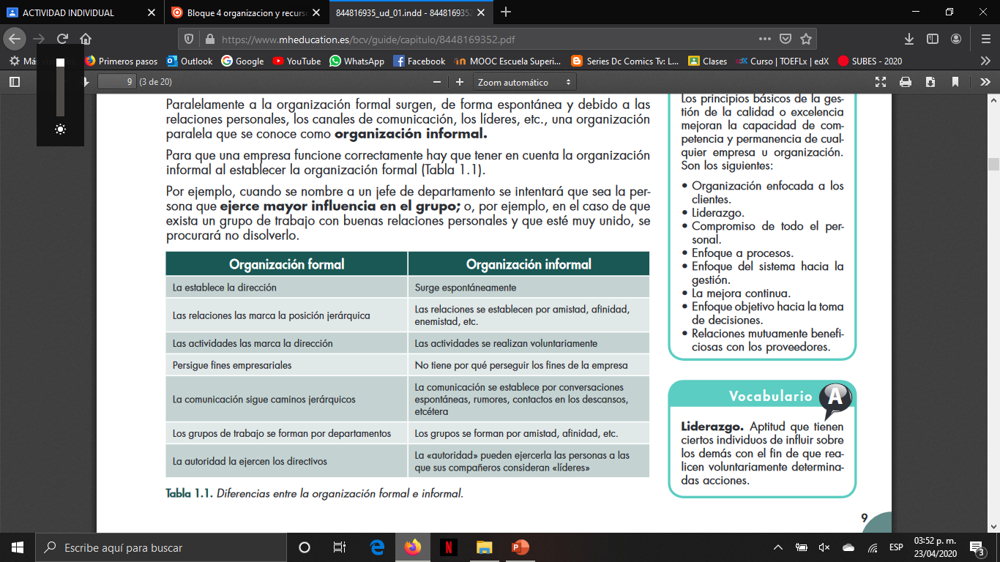 ACTIVIDAD INDIVIDUAL
Bloque 4 organizacion y recurs
844816935_ud_01.indd - 844816935
https://www.mheducation.es/bcv/guide/capitulo/8448169352.pdf
Primeros pasos
Outlook
Google
YouTube
WhatsApp
Facebook
MOOC Escuela Superi...
Series Dc Comics Tv: L...
Clases
Curso | TOEFLx | edX
SUBES - 2020
9 (3 de 20)
Zoom automático
Paralelamente a la organización formal surgen, de forma espontánea y debido a las
relaciones personales, los canales de comunicación, los líderes, etc., una organización
paralela que se conoce como organización informal.
Para que una empresa funcione correctamente hay que tener en cuenta la organización
informal al establecer la organización formal (Tabla 1.1).
Por ejemplo, cuando se nombre a un jefe de departamento se intentará que sea la per-
sona que ejerce mayor influencia en el grupo; o, por ejemplo, en el caso de que
exista un grupo de trabajo con buenas relaciones personales y que esté muy unido, se
procurará no disolverlo.
Organización formal Organización informal
La establece la dirección Surge espontáneamente
Las relaciones las marca la posición jerárquica
Las relaciones se establecen por amistad, afinidad,
enemistad, etc.
Las actividades las marca la dirección Las actividades se realizan voluntariamente
Persigue fines empresariales No tiene por qué perseguir los fines de la empresa
La comunicación sigue caminos jerárquicos
La comunicación se establece por conversaciones
espontáneas, rumores, contactos en los descansos,
etcétera
Los grupos de trabajo se forman por departamentos Los grupos se forman por amistad, afinidad, etc.
La autoridad la ejercen los directivos
La «autoridad» pueden ejercerla las personas a las
que sus compañeros consideran «líderes»
Tabla 1.1. Diferencias entre la organización formal e informal.
Los principios básicos de la ges-
tión de la calidad o excelencia
mejoran la capacidad de com-
petencia y permanencia de cual-
quier empresa u organización.
Son los siguientes:
• Organización enfocada a los
clientes.
• Liderazgo.
• Compromiso de todo el per-
sonal.
• Enfoque a procesos.
• Enfoque del sistema hacia la
gestión.
• La mejora continua.
• Enfoque objetivo hacia la toma
de decisiones.
• Relaciones mutuamente benefi-
ciosas con los proveedores.
Vocabulario A
Liderazgo. Aptitud que tienen
ciertos individuos de influir sobre
los demás con el fin de que rea-
licen voluntariamente determina-
das acciones.
9
Escribe aquí para buscar
ESP
03:52 p. m.
23/04/2020
3